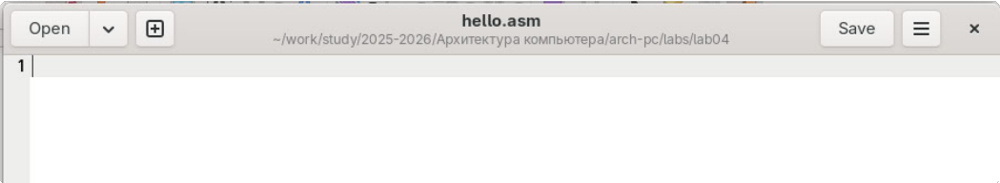 Open
hello.asm
~/work/study/2025-2026/Архитектура компьютера/arch-pc/labs/lab04
Save
1